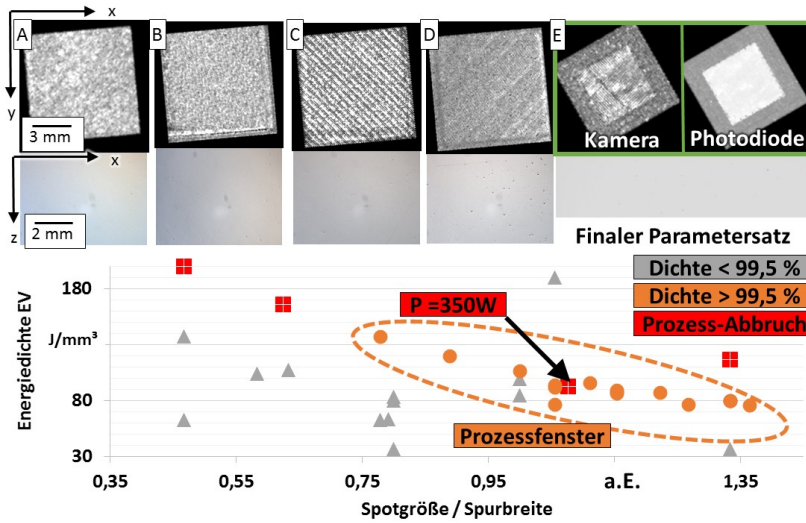 x
A B C D E
y
3 mm
Kamera Photodiode
x
z
2 mm
Finaler Parametersatz
Dichte < 99,5 %
Dichte > 99,5 %
Prozess-Abbruch
P =350W
Energiedichte EV
180
J/mm³
80
30
Prozessfenster
0,35 0,55 0,75 0,95 a.E. 1,35
Spotgröße / Spurbreite